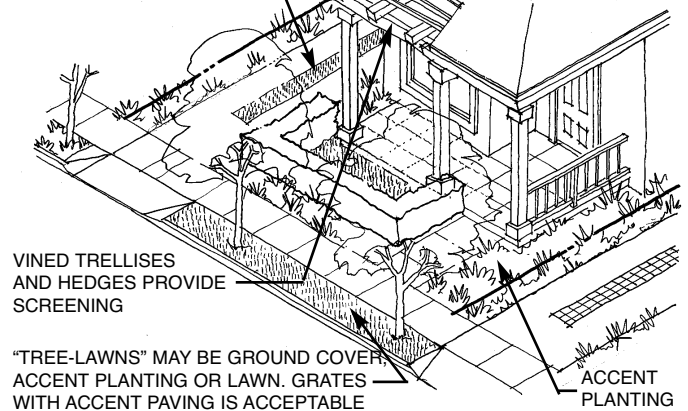 VINED TRELLISES
AND HEDGES PROVIDE
SCREENING
“TREE-LAWNS” MAY BE GROUND COVER,
ACCENT PLANTING OR LAWN. GRATES
WITH ACCENT PAVING IS ACCEPTABLE
ACCENT
PLANTING